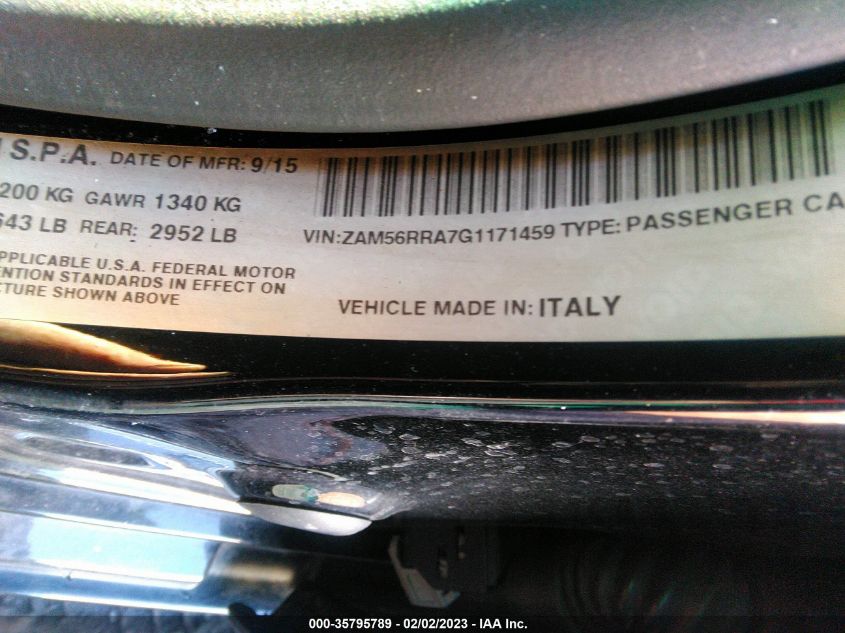 S.P.A. DATE OF MFR: 9/15
200 KG GAWR 1340 KG
643 LB REAR: 2952 LB
VIN:ZAM56RRA7G1171459 TYPE: PASSENGER CA
PPLICABLE U.S.A. FEDERAL MOTOR
ENTION STANDARDS IN EFFECT ON
CTURE SHOWN ABOVE
VEHICLE MADE IN: ITALY
000-35795789 - 02/02/2023 - IAA Inc.